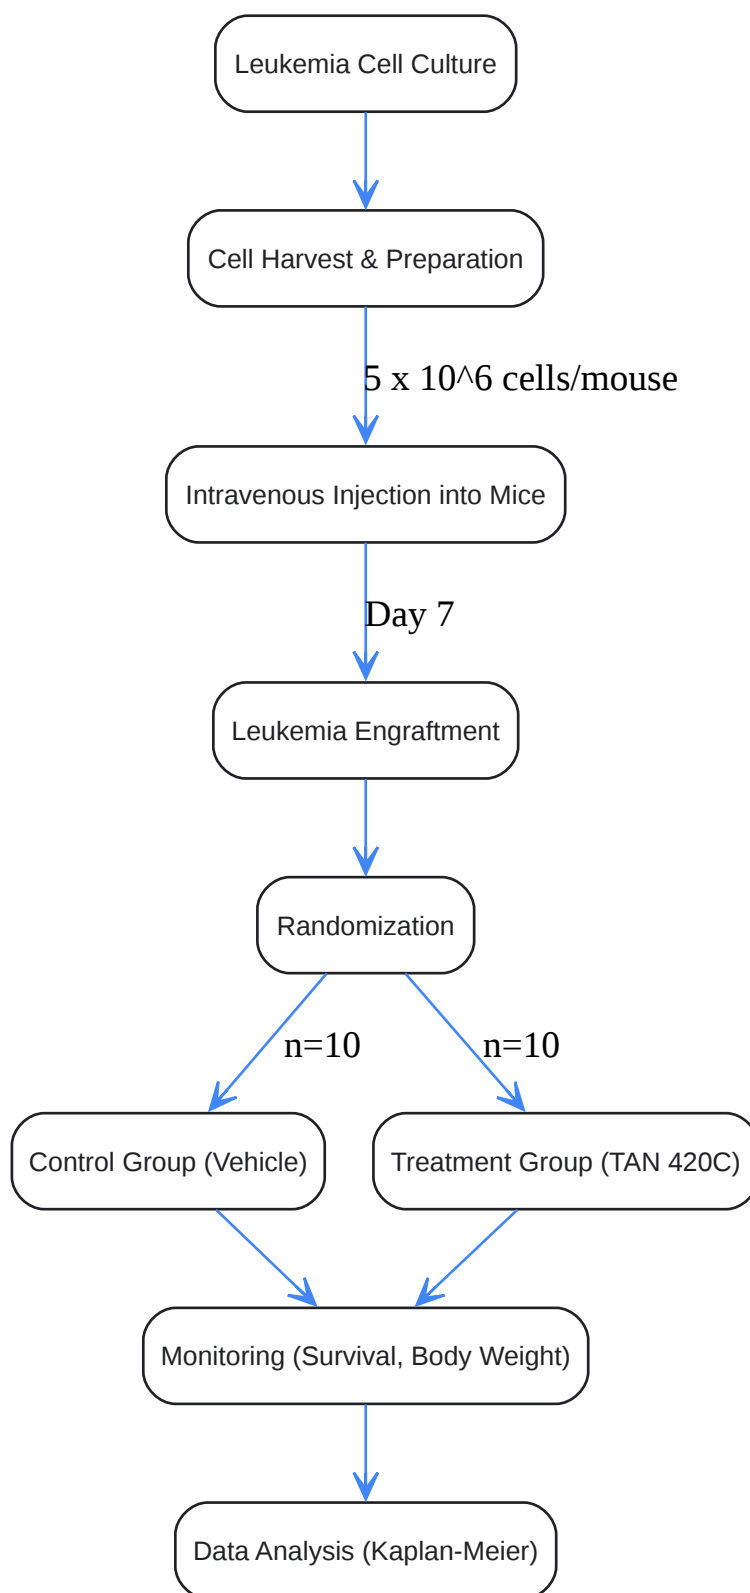 Leukemia Cell Culture
Cell Harvest & Preparation
5 x 10^6 cells/mouse
Intravenous Injection into Mice
Day 7
Leukemia Engraftment
Randomization
n=10
n=10
Control Group (Vehicle)
Treatment Group (TAN 420C)
Monitoring (Survival, Body Weight)
Data Analysis (Kaplan-Meier)